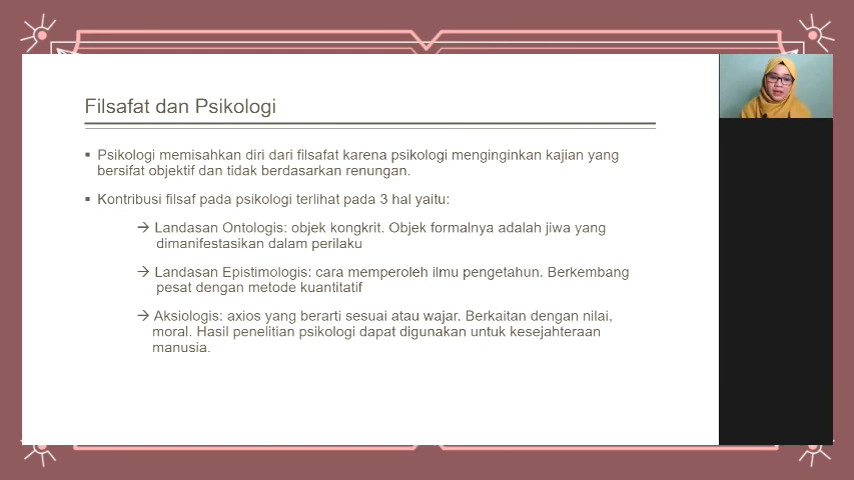 Filsafat dan Psikologi
▪ Psikologi memisahkan diri dari filsafat karena psikologi menginginkan kajian yang
bersifat objektif dan tidak berdasarkan renungan.
▪ Kontribusi filsaf pada psikologi terlihat pada 3 hal yaitu:
→ Landasan Ontologis: objek kongkrit. Objek formalnya adalah jiwa yang
dimanifestasikan dalam perilaku
→ Landasan Epistimologis: cara memperoleh ilmu pengetahun. Berkembang
pesat dengan metode kuantitatif
→ Aksiologis: axios yang berarti sesuai atau wajar. Berkaitan dengan nilai,
moral. Hasil penelitian psikologi dapat digunakan untuk kesejahteraan
manusia.